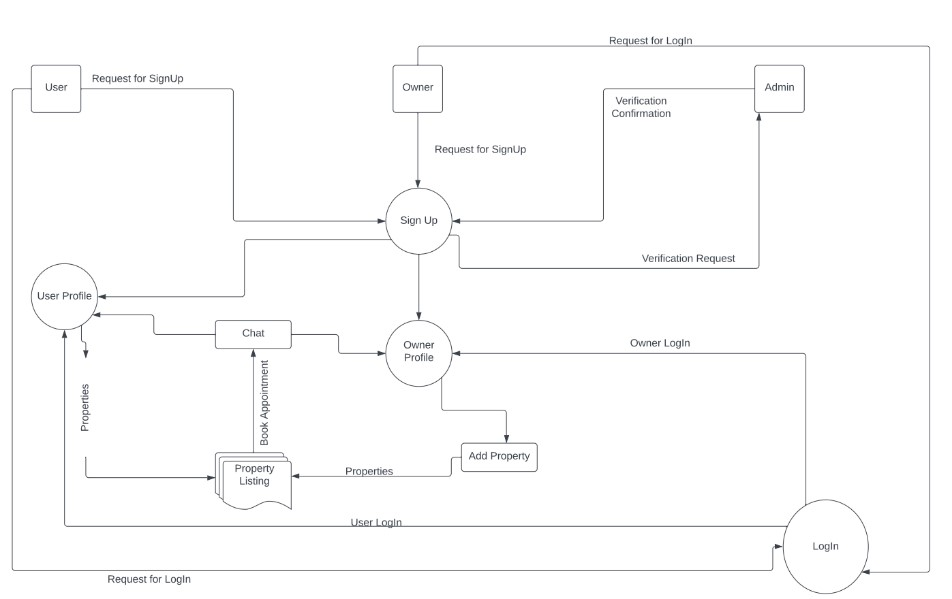 Request for LogIn
User
Request for SignUp
Owner
Admin
Verification
Confirmation
Request for SignUp
Sign Up
Verification Request
User Profile
Chat
Owner
Profile
Owner LogIn
Properties
Book Appointment
Add Property
Property
Listing
Properties
User LogIn
LogIn
Request for LogIn